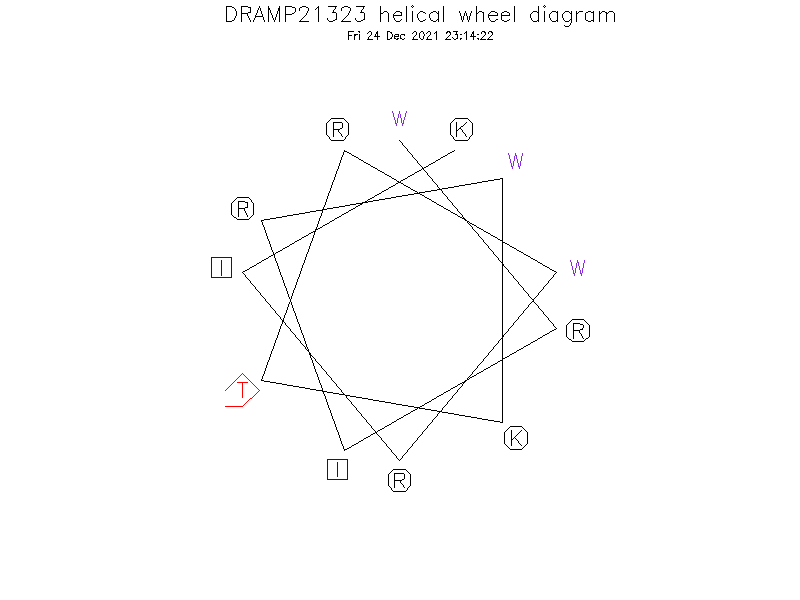 DRAMP21323 helical wheel diagram
Fri 24 Dec 2021 23:14:22
R W K
W
R
I W
R
T
K
I R